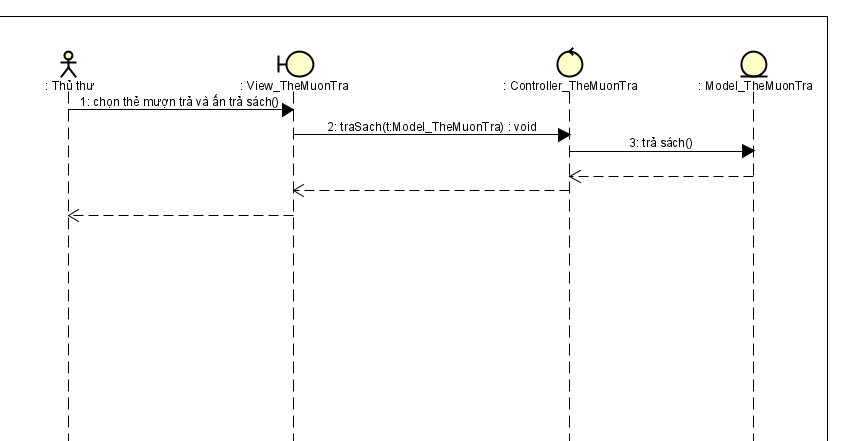 : Thủ thư
: View_TheMuonTra
: Controller_TheMuonTra
: Model_TheMuonTra
1: chọn thẻ mượn trả và ấn trả sách()
2: traSach(t:Model_TheMuonTra) : void
3: trả sách()